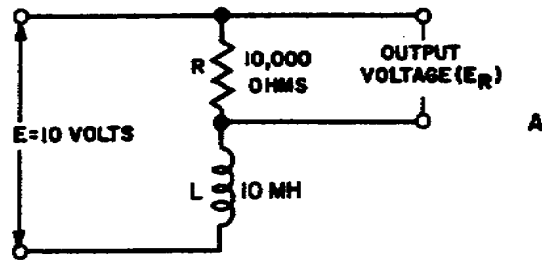 R
10,000
OHMS
OUTPUT
VOLTAGE(E_R)
E=10 VOLTS
A
L
10 MH